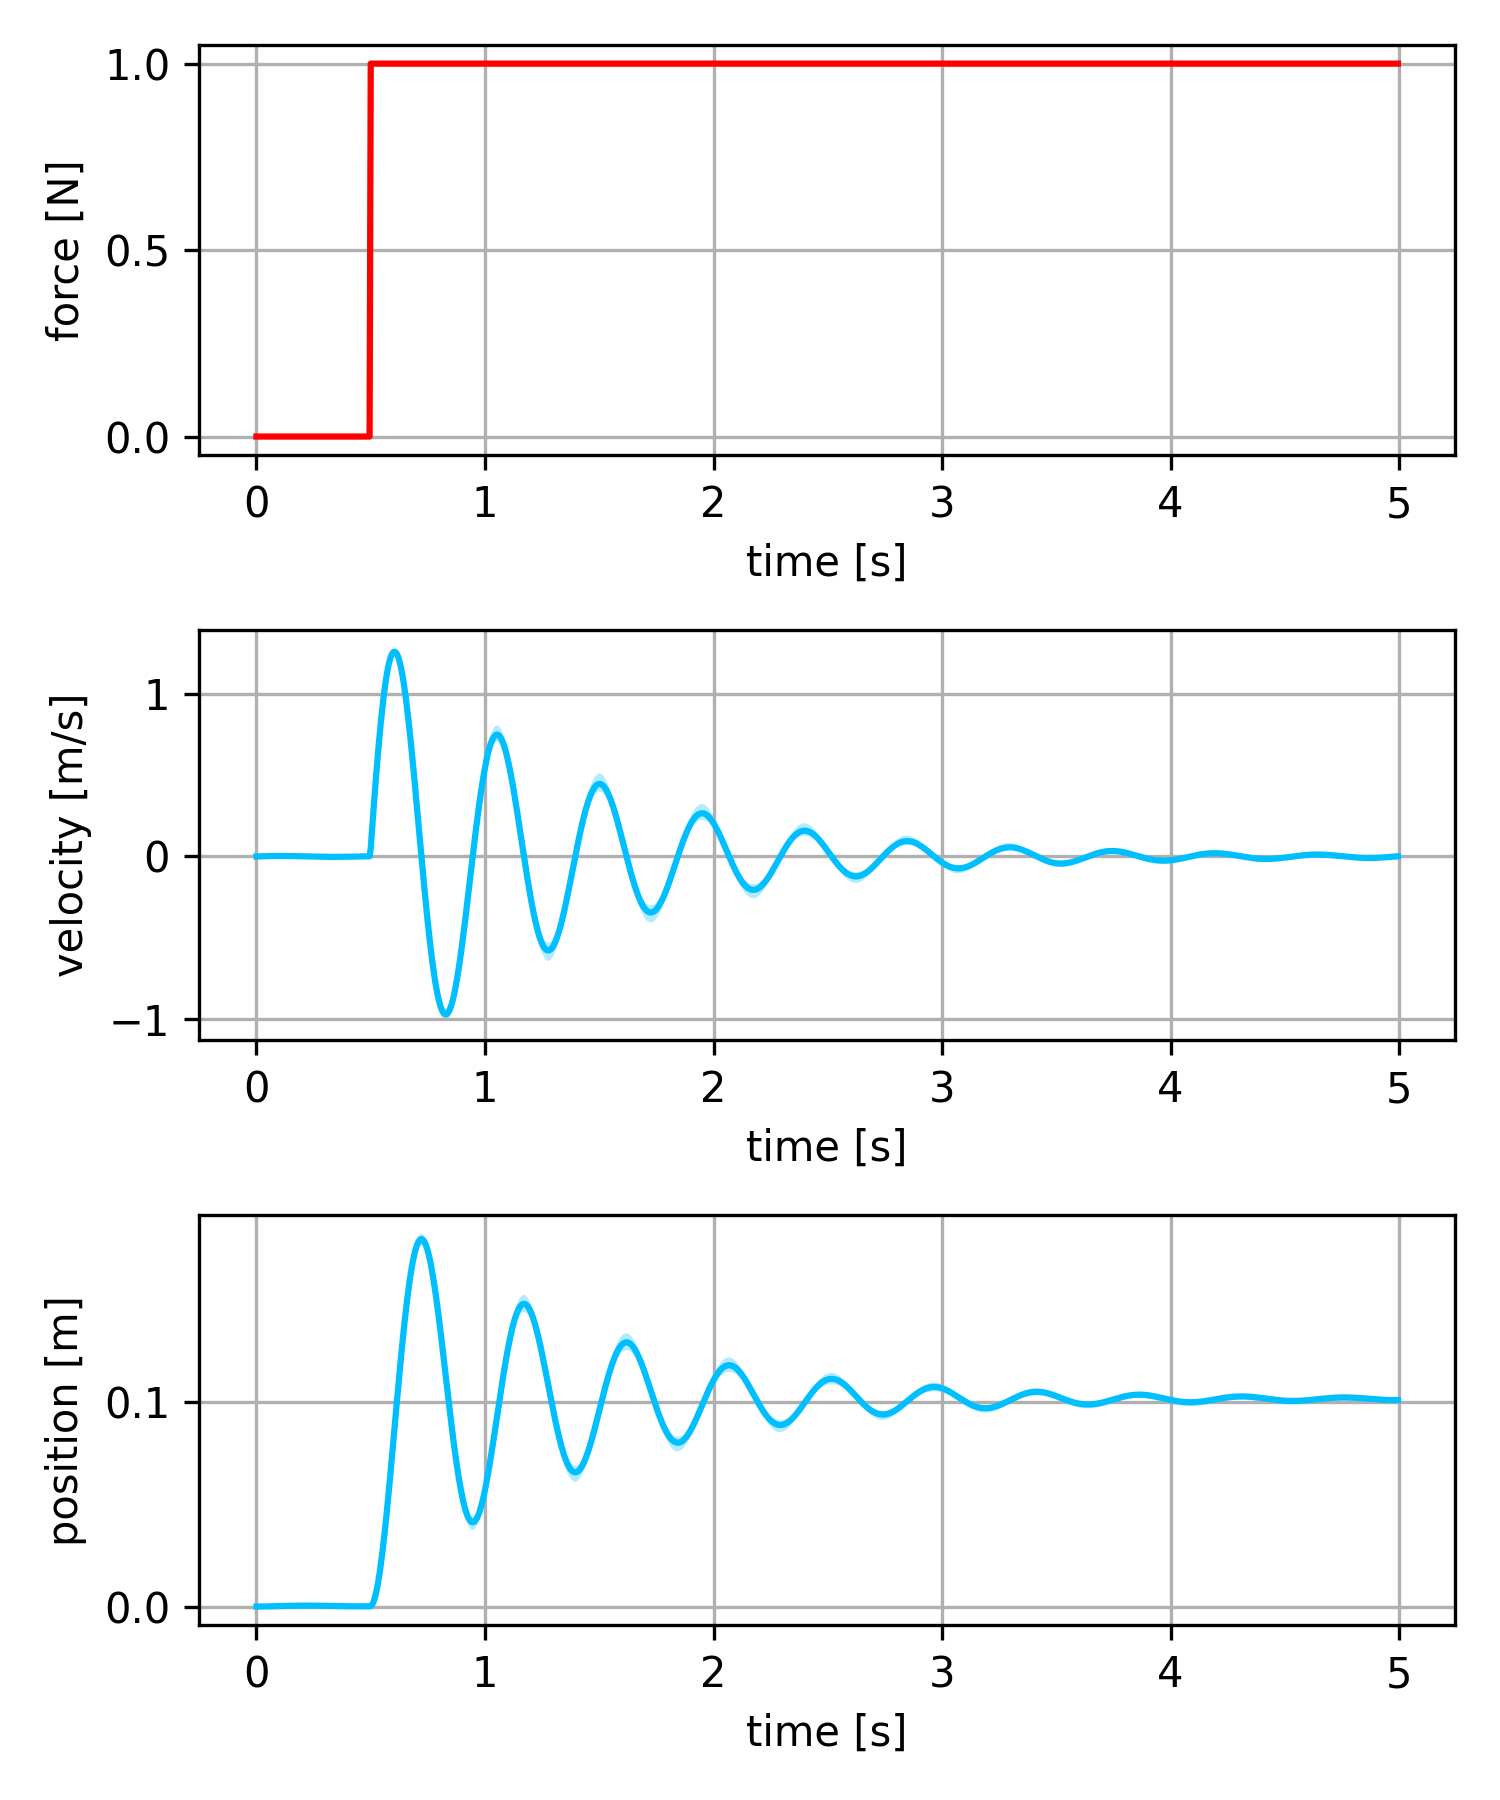 1.0
0.5
0.0
force [N]
0 1 2 3 4 5
time [s]
1
0
−1
velocity [m/s]
0 1 2 3 4 5
time [s]
0.1
0.0
position [m]
0 1 2 3 4 5
time [s]